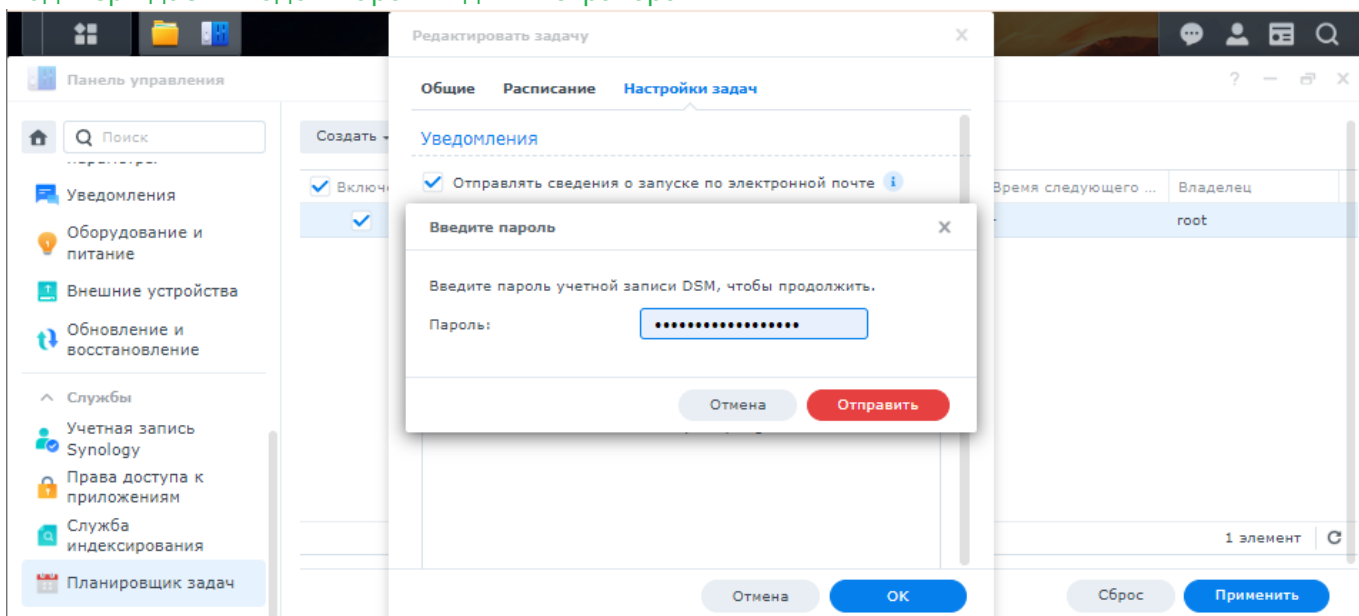 Редактировать задачу
Панель управления
Общие Расписание Настройки задач
Поиск
Создать
Уведомления
Включе
Отправлять сведения о запуске по электронной почте
Время следующего ... Владелец
root
Уведомления
Оборудование и
питание
Внешние устройства
Обновление и
восстановление
Службы
Учетная запись
Synology
Права доступа к
приложениям
Служба
индексирования
Планировщик задач
Введите пароль
Введите пароль учетной записи DSM, чтобы продолжить.
Пароль: ••••••••••••••••••
Отмена Отправить
1 элемент
Отмена OK
Сброс Применить